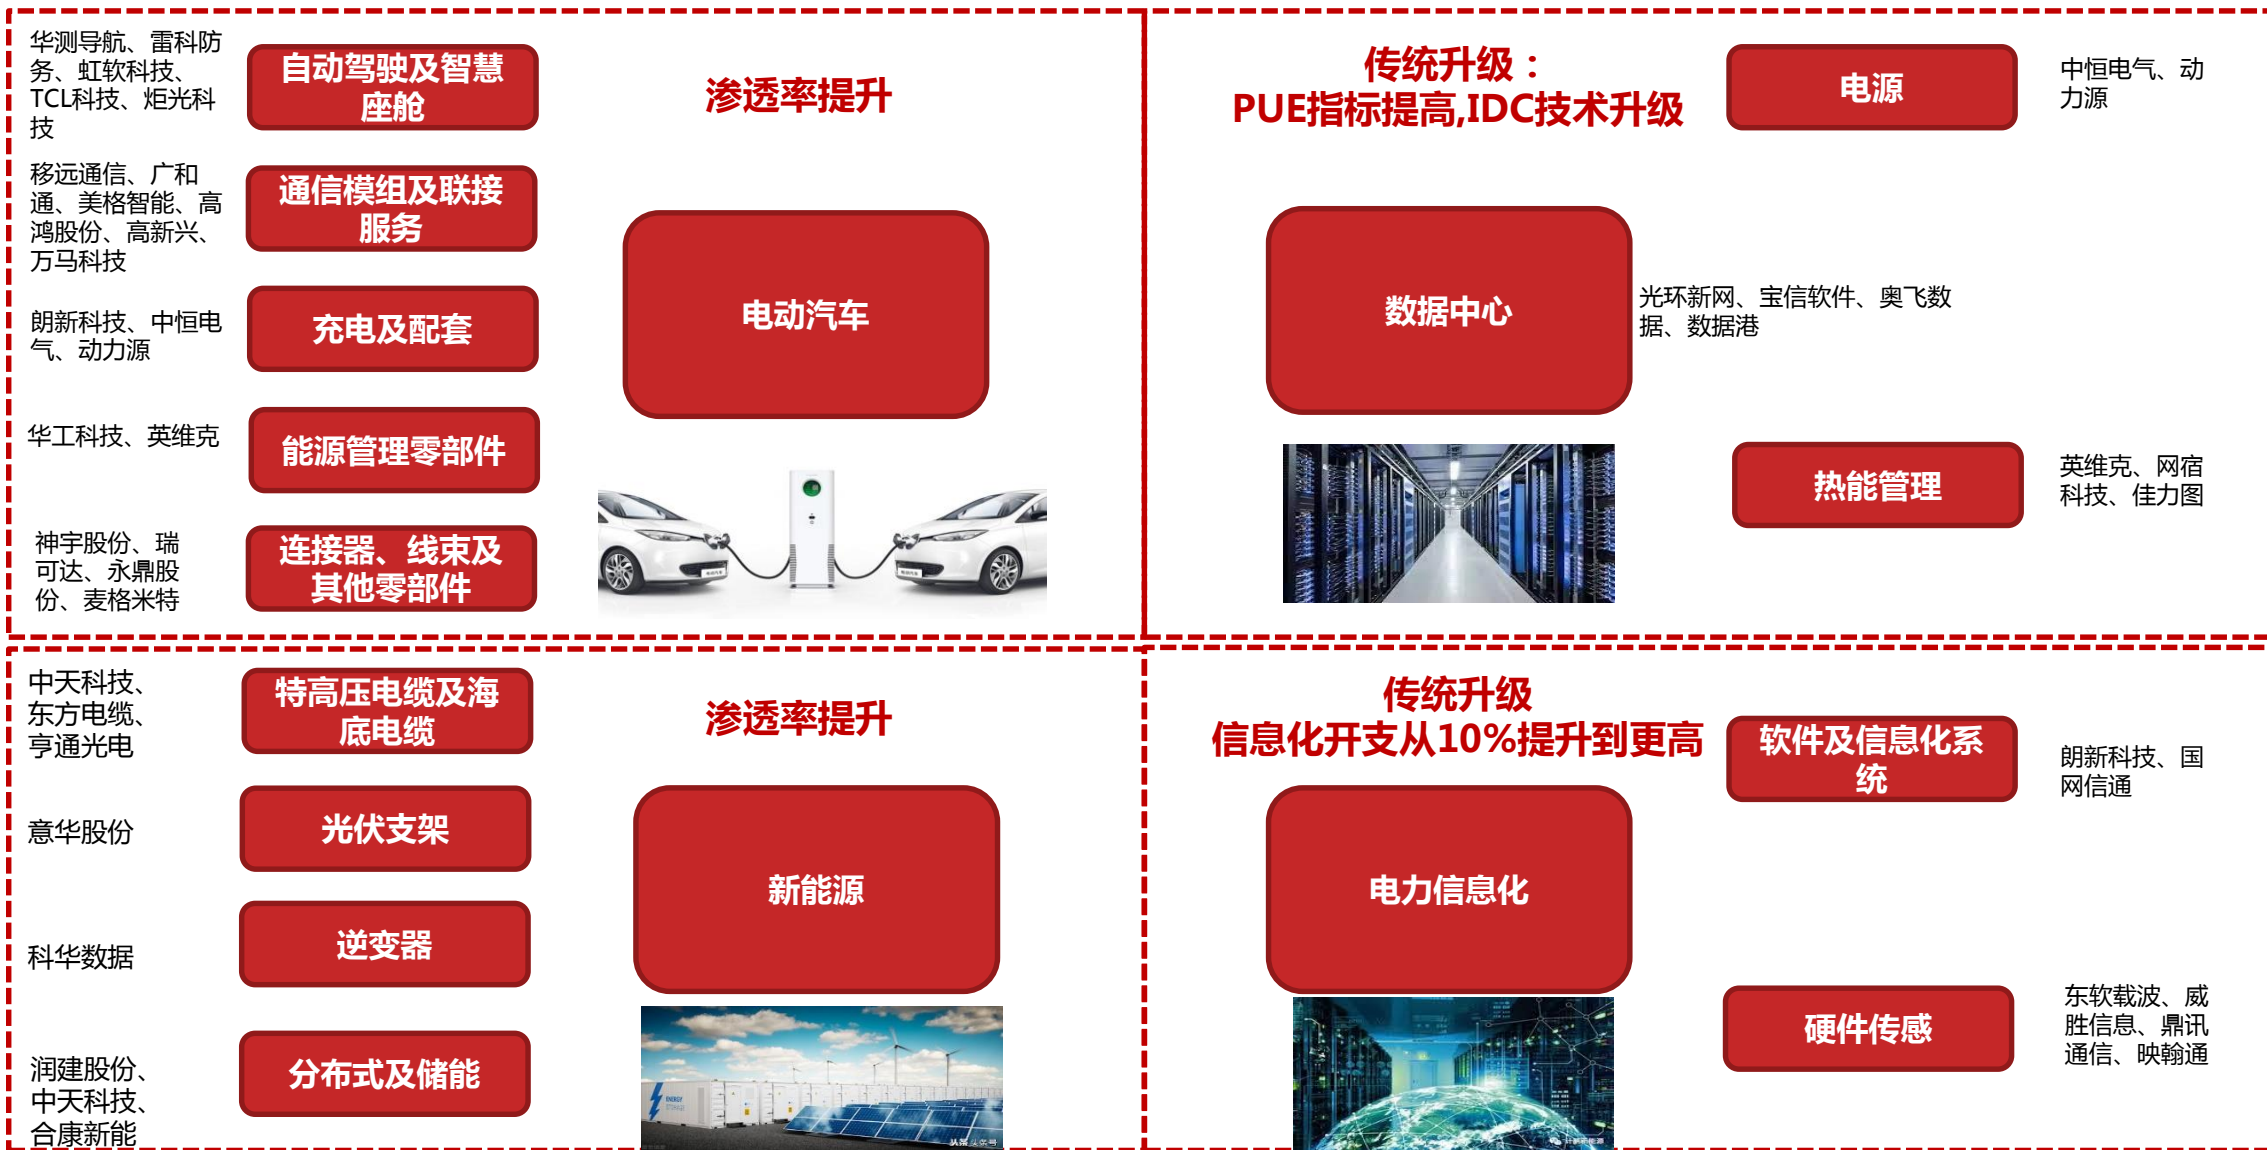 华测导航、雷科防
务、虹软科技、
TCL科技、炬光科
技
自动驾驶及智慧
座舱
渗透率提升
移远通信、广和
通、美格智能、高
鸿股份、高新兴、
万马科技
通信模组及联接
服务
朗新科技、中恒电
气、动力源
充电及配套
电动汽车
华工科技、英维克
能源管理零部件
神宇股份、瑞
可达、永鼎股
份、麦格米特
连接器、线束及
其他零部件
传统升级：
PUE指标提高,IDC技术升级
电源
中恒电气、动
力源
数据中心
光环新网、宝信软件、奥飞数
据、数据港
热能管理
英维克、网宿
科技、佳力图
中天科技、
东方电缆、
亨通光电
特高压电缆及海
底电缆
渗透率提升
意华股份
光伏支架
新能源
科华数据
逆变器
润建股份、
中天科技、
合康新能
分布式及储能
ENERGY
STORAGE
头条头条号
传统升级
信息化开支从10%提升到更高
软件及信息化系
统
朗新科技、国
网信通
电力信息化
硬件传感
东软载波、威
胜信息、鼎讯
通信、映翰通